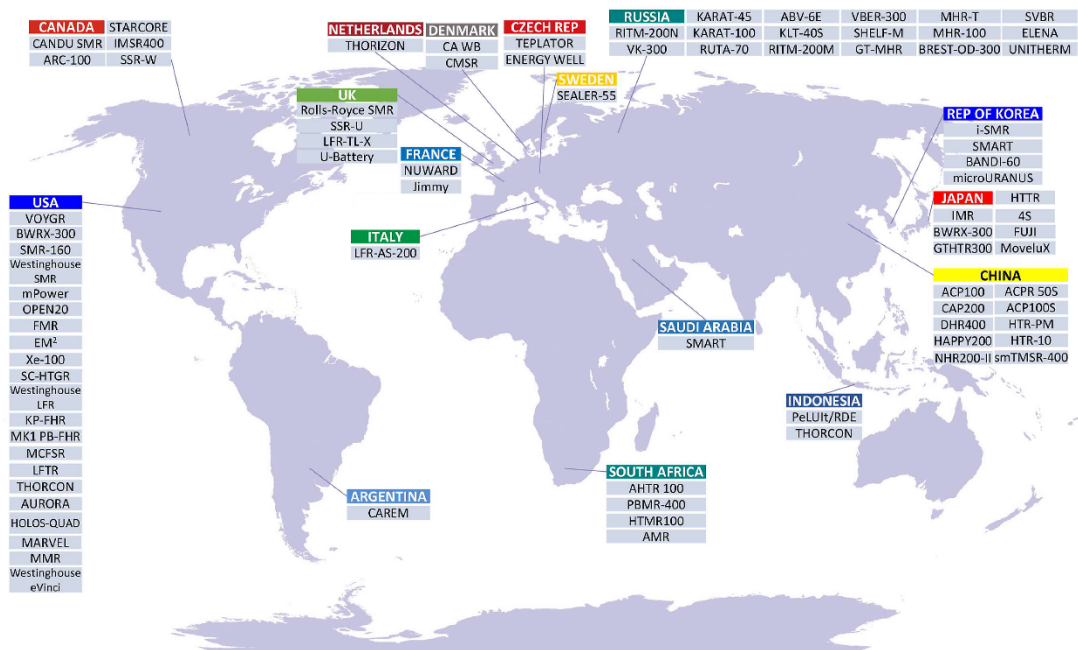 CANADA STARCORE
CANDU SMR IMSR400
ARC-100 SSR-W
NETHERLANDS
THORIZON
DENMARK
CA WB
CMSR
CZECH REP
TEPLATOR
ENERGY WELL
SWEDEN
SEALER-55
RUSSIA KARAT-45 ABV-6E VBER-300 MHR-T SVBR
RITM-200N KARAT-100 KLT-40S SHELF-M MHR-100 ELENA
VK-300 RUTA-70 RITM-200M GT-MHR BREST-OD-300 UNITHERM
UK
Rolls-Royce SMR
SSR-U
LFR-TL-X
U-Battery
FRANCE
NUWARD
Jimmy
REP OF KOREA
i-SMR
SMART
BANDI-60
microURANUS
USA
VOYGR
BWRX-300
SMR-160
Westinghouse
SMR
mPower
OPEN20
FMR
EM²
Xe-100
SC-HTGR
Westinghouse
LFR
KP-FHR
MK1 PB-FHR
MCFSR
LFTR
THORCON
AURORA
HOLOS-QUAD
MARVEL
MMR
Westinghouse
eVinci
JAPAN HTTR
IMR 4S
BWRX-300 FUJI
GTHTR300 MoveluX
ITALY
LFR-AS-200
CHINA
ACP100 ACPR 50S
CAP200 ACP100S
DHR400 HTR-PM
HAPPY200 HTR-10
NHR200-II smTMSR-400
SAUDI ARABIA
SMART
INDONESIA
PeLUIt/RDE
THORCON
SOUTH AFRICA
AHTR 100
PBMR-400
HTMR100
AMR
ARGENTINA
CAREM